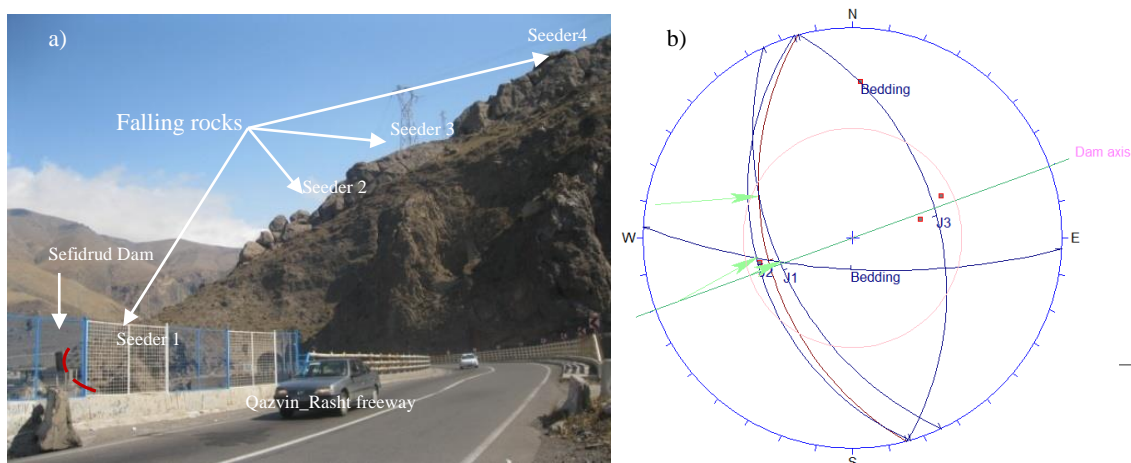 a)
Seeder4
Falling rocks
Seeder 3
Seeder 2
Sefidrud Dam
Seeder 1
Qazvin_Rasht freeway
b)
N
Bedding
Dam axis
J3
W
E
J2
J1
Bedding
S